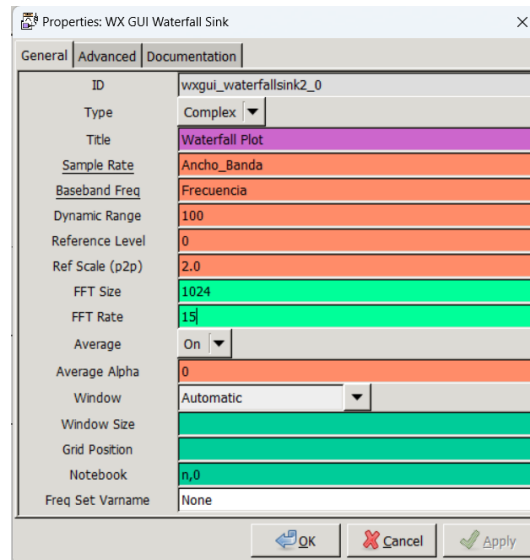 Properties: WX GUI Waterfall Sink
General Advanced Documentation
ID wxgui_waterfallsink2_0
Type Complex
Title Waterfall Plot
Sample Rate Ancho_Banda
Baseband Freq Frecuencia
Dynamic Range 100
Reference Level 0
Ref Scale (p2p) 2.0
FFT Size 1024
FFT Rate 15
Average On
Average Alpha 0
Window Automatic
Window Size
Grid Position
Notebook n,0
Freq Set Varname None
OK Cancel Apply